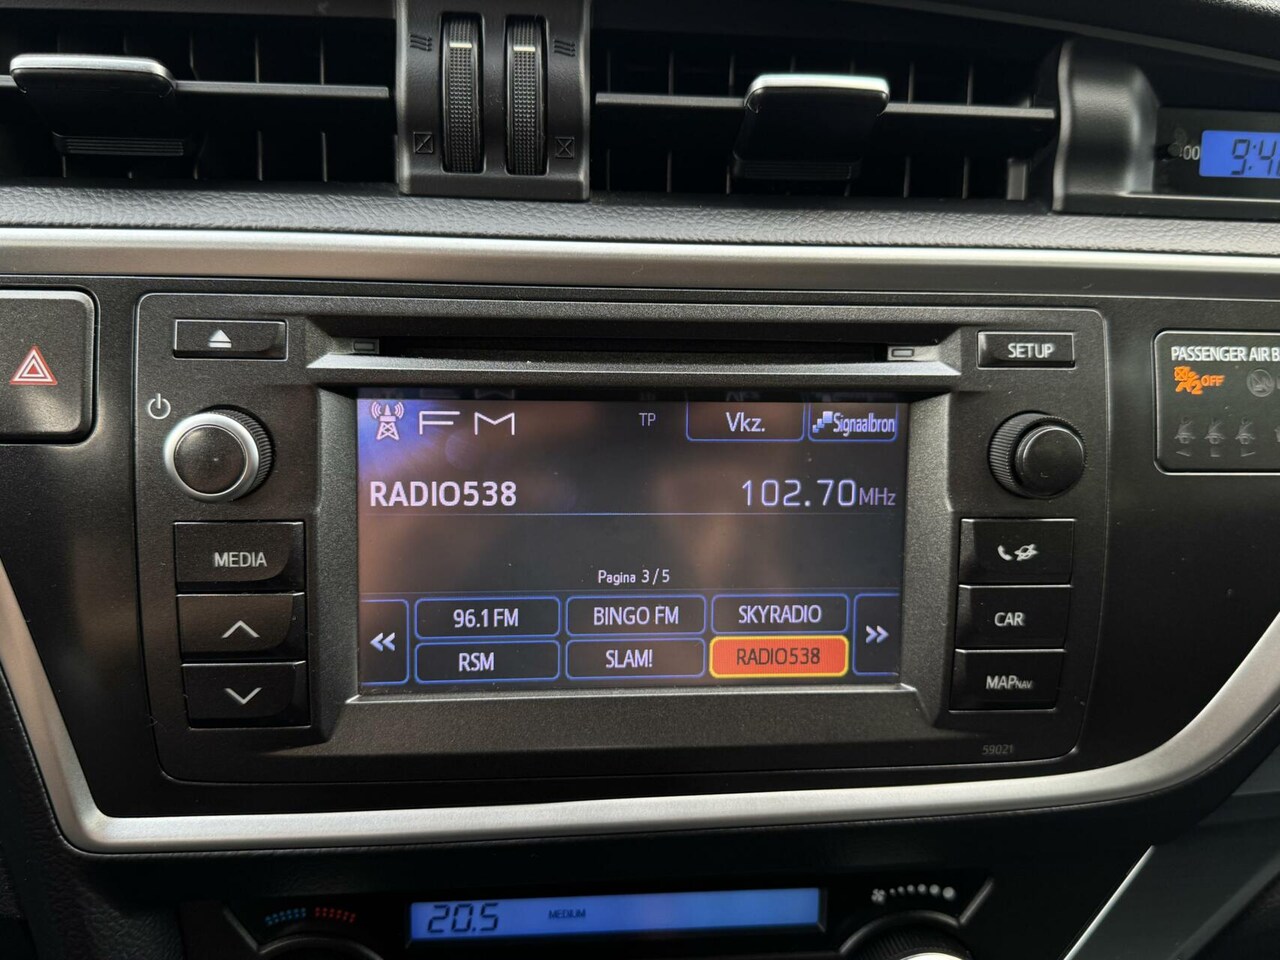 :00
PASSENGER AIR B
OFF
SETUP
FM
TP
Vkz.
Signaalbron
RADIO538
102.70MHz
Pagina 3/5
96.1 FM
BINGO FM
SKYRADIO
RSM
SLAM!
RADIO538
MEDIA
CAR
MAPNAV
59021
20.5
MEDIUM